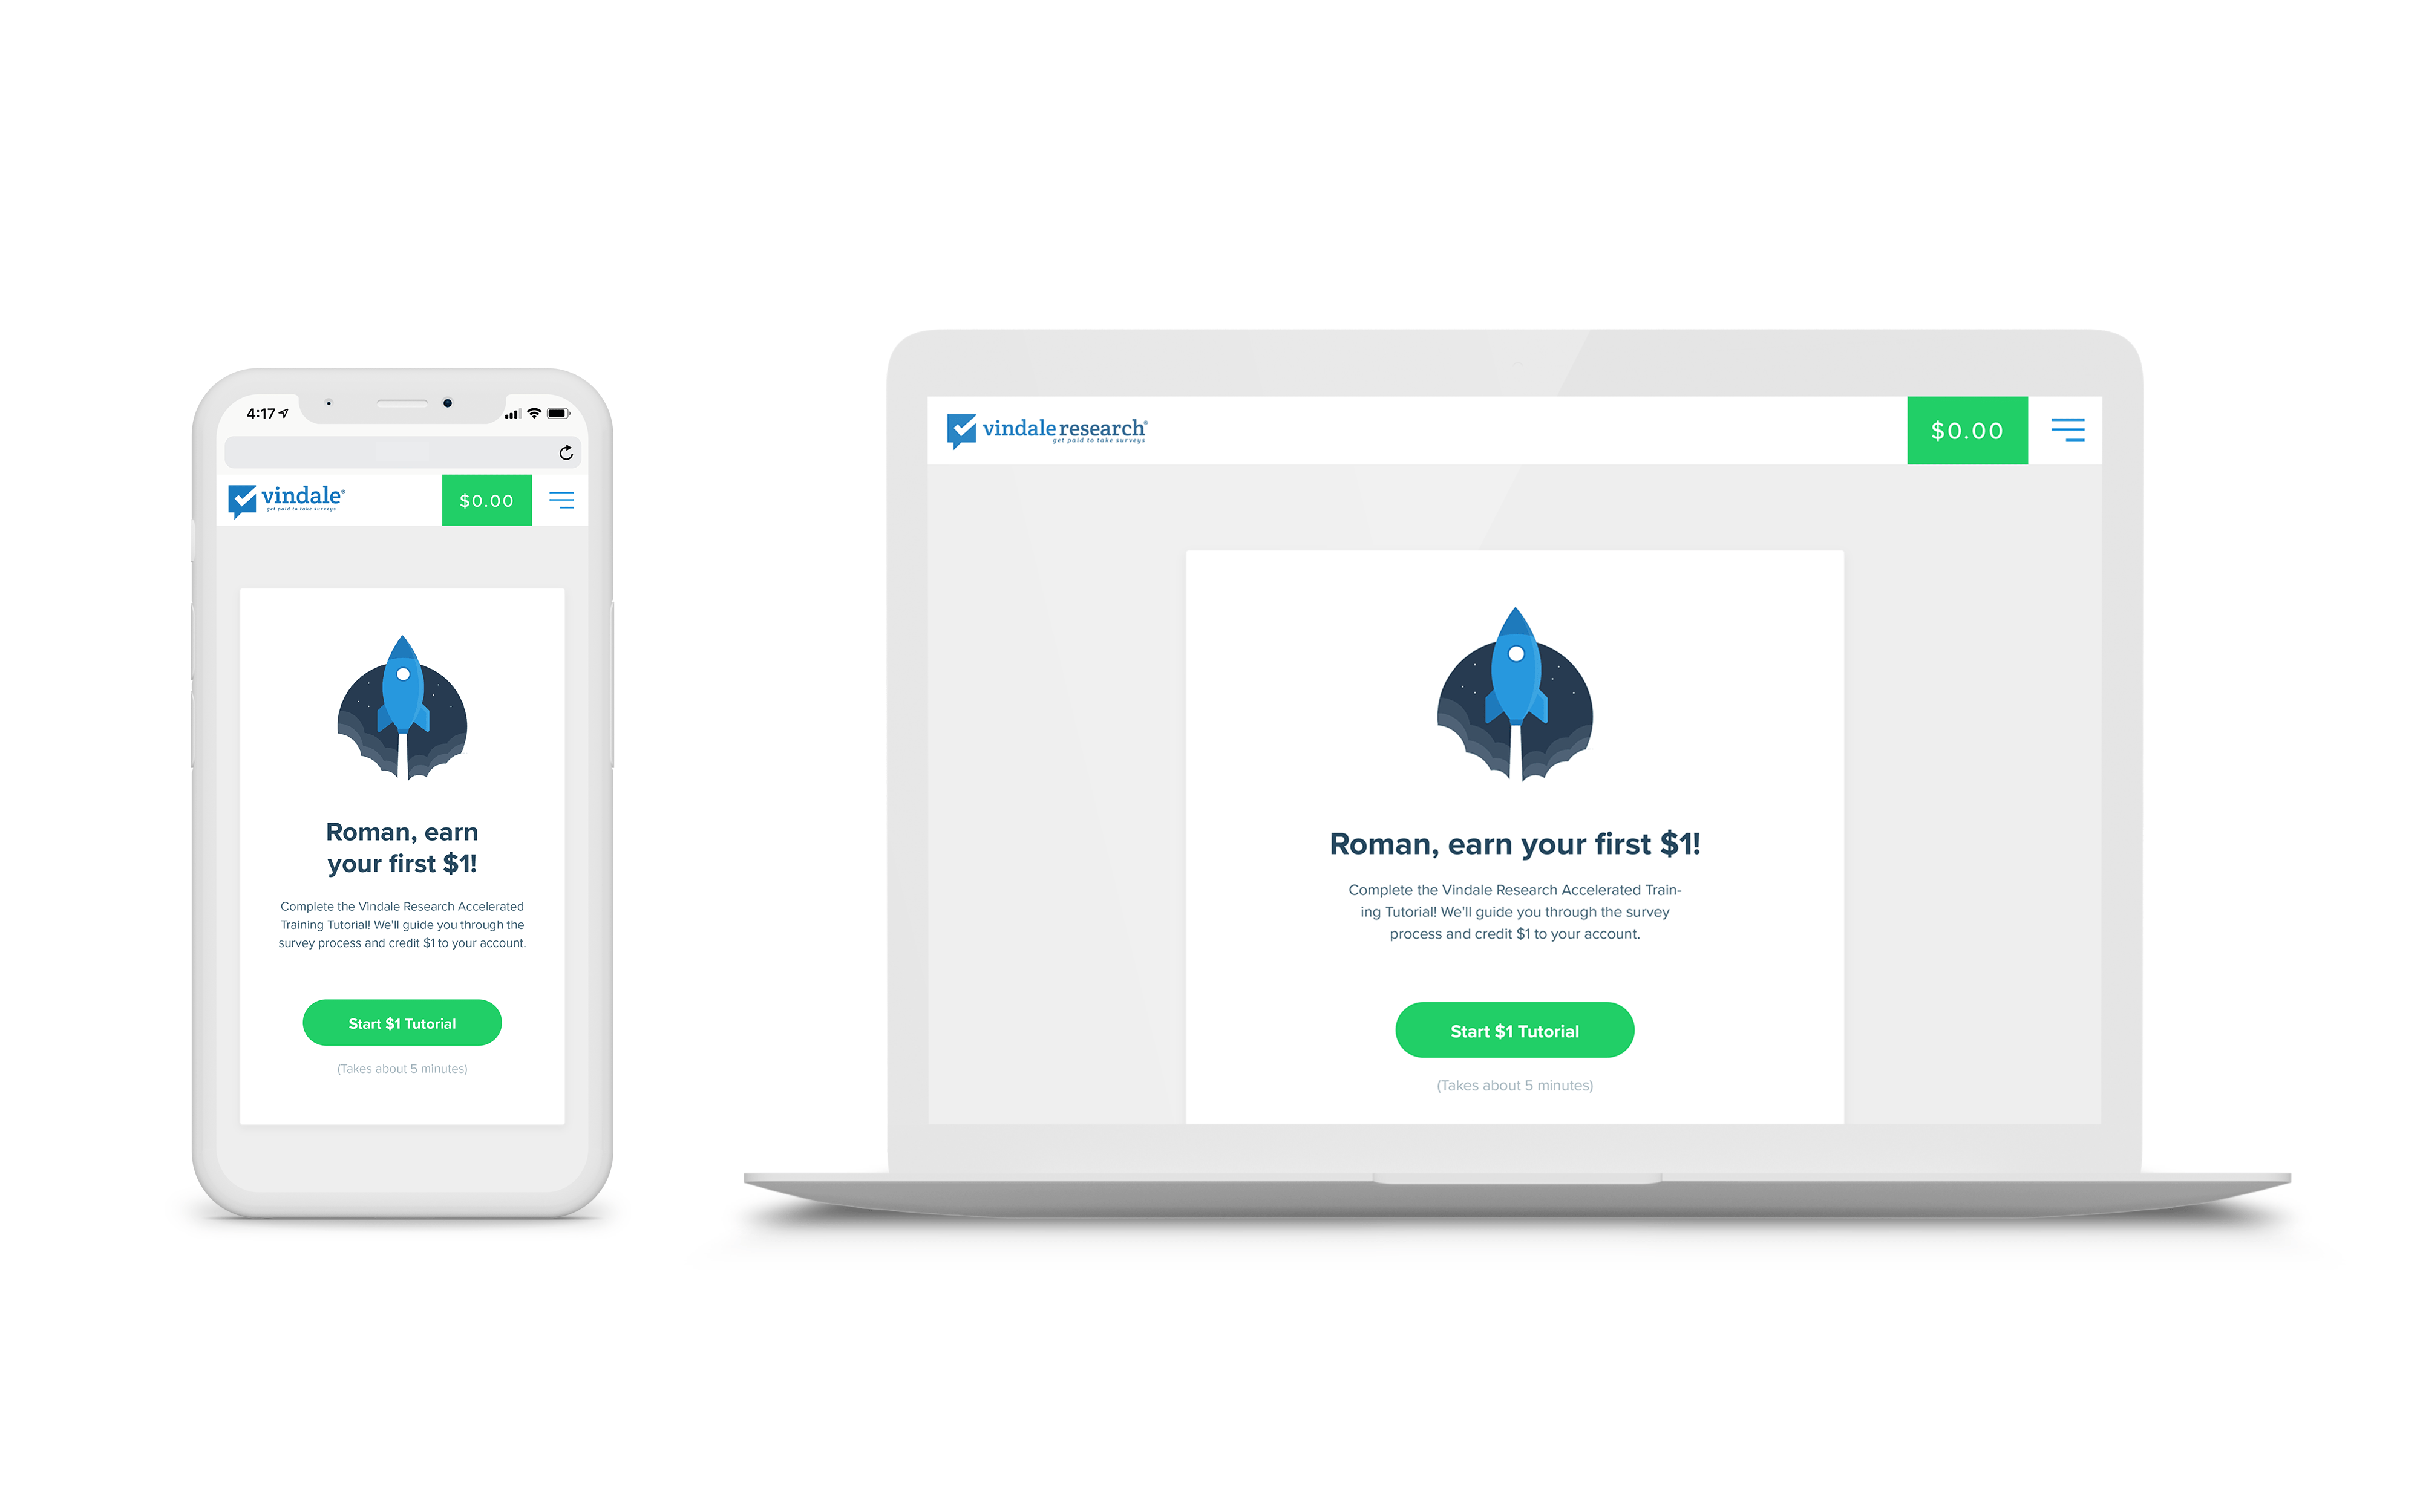 4:17
vindale®
get paid to take surveys
$0.00
Roman, earn
your first $1!
Complete the Vindale Research Accelerated
Training Tutorial! We'll guide you through the
survey process and credit $1 to your account.
Start $1 Tutorial
(Takes about 5 minutes)
vindale research®
get paid to take surveys
$0.00
Roman, earn your first $1!
Complete the Vindale Research Accelerated Train-
ing Tutorial! We'll guide you through the survey
process and credit $1 to your account.
Start $1 Tutorial
(Takes about 5 minutes)